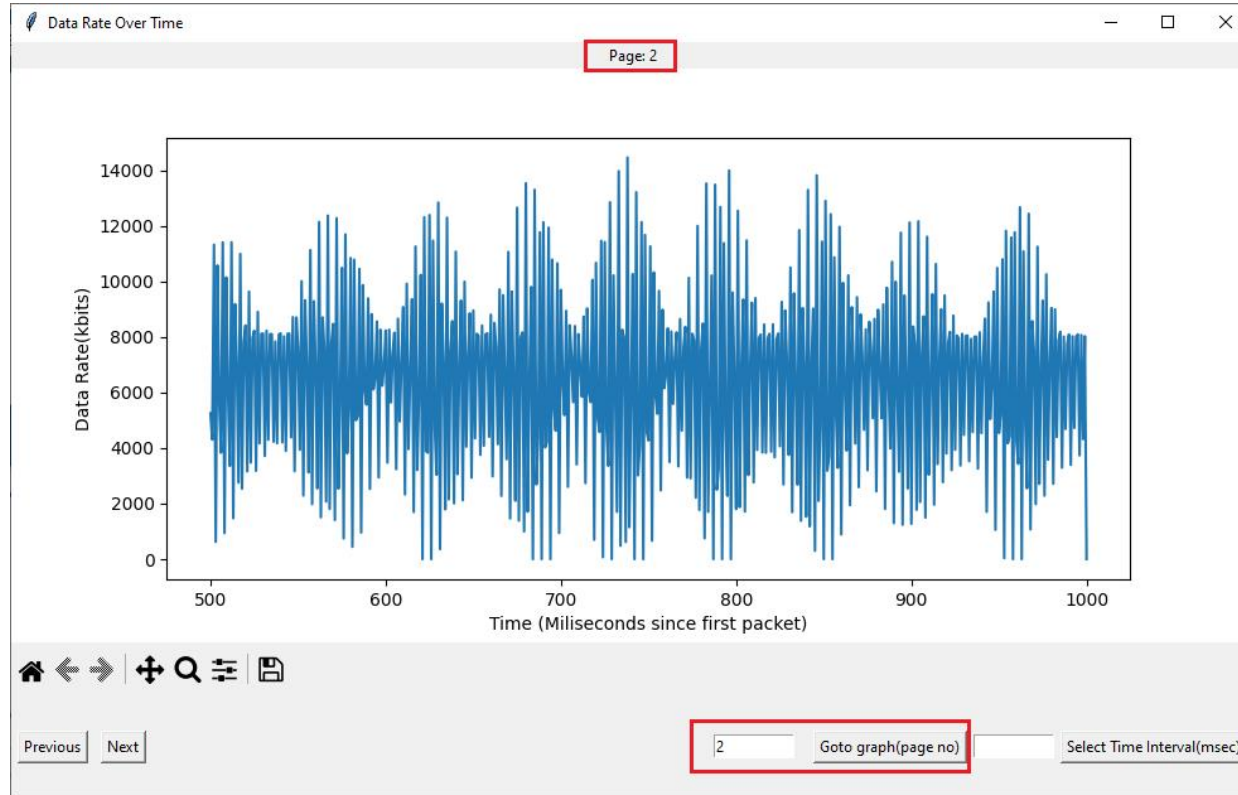 Data Rate Over Time
Page: 2
14000
12000
10000
8000
6000
4000
2000
0
Data Rate(kbits)
500 600 700 800 900 1000
Time (Miliseconds since first packet)
Previous Next 2 Goto graph(page no) Select Time Interval(msec)